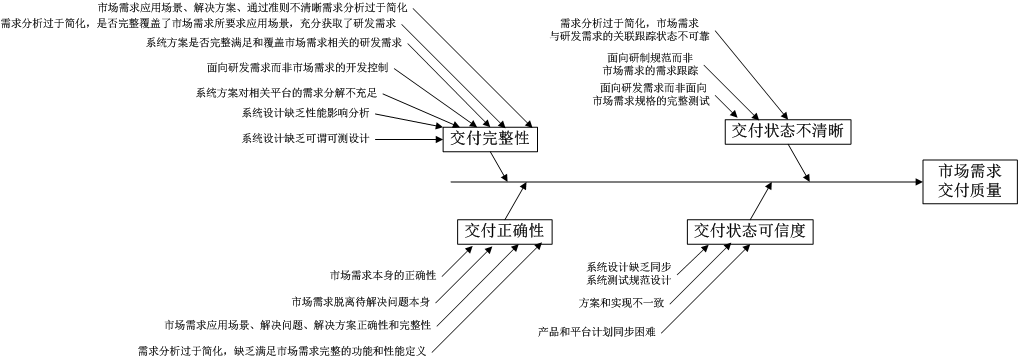 市场需求应用场景、解决方案、通过准则不清晰需求分析过于简化
需求分析过于简化，是否完整覆盖了市场需求所要求应用场景，充分获取了研发需求
系统方案是否完整满足和覆盖市场需求相关的研发需求
面向研发需求而非市场需求的开发控制
系统方案对相关平台的需求分解不充足
系统设计缺乏性能影响分析
系统设计缺乏可谓可测设计
交付完整性
需求分析过于简化，市场需求
与研发需求的关联跟踪状态不可靠
面向研制规范而非
市场需求的需求跟踪
面向研发需求而非面向
市场需求规格的完整测试
交付状态不清晰
市场需求
交付质量
交付正确性
市场需求本身的正确性
市场需求脱离待解决问题本身
市场需求应用场景、解决问题、解决方案正确性和完整性
需求分析过于简化，缺乏满足市场需求完整的功能和性能定义
交付状态可信度
系统设计缺乏同步
系统测试规范设计
方案和实现不一致
产品和平台计划同步困难